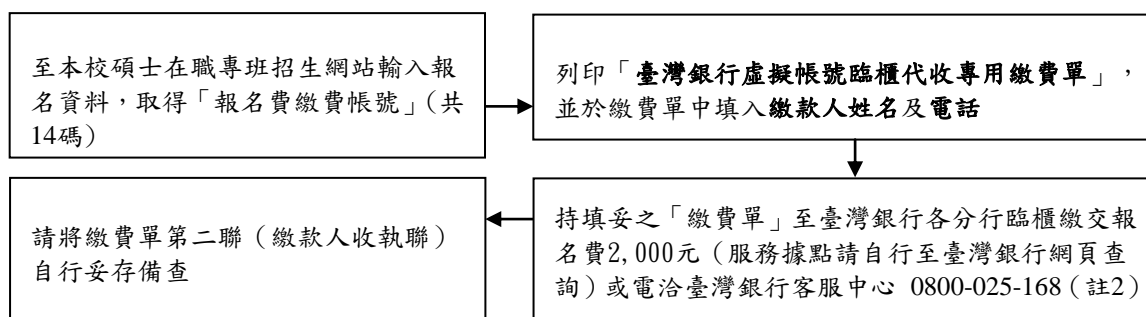 至本校碩士在職專班招生網站輸入報
名資料，取得「報名費繳費帳號」(共
14碼)
列印「臺灣銀行虛擬帳號臨櫃代收專用繳費單」，
並於繳費單中填入繳款人姓名及電話
持填妥之「繳費單」至臺灣銀行各分行臨櫃繳交報
名費2,000元（服務據點請自行至臺灣銀行網頁查
詢）或電洽臺灣銀行客服中心 0800-025-168（註2）
請將繳費單第二聯（繳款人收執聯）
自行妥存備查